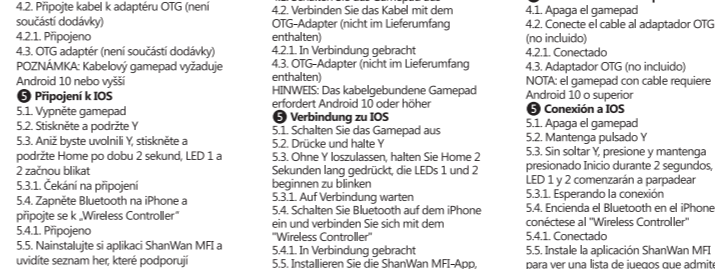 4.2. Připojte kabel k adaptéru OTG (není
součástí dodávky)
4.2.1. Připojeno
4.3. OTG adaptér (není součástí dodávky)
POZNÁMKA: Kabelový gamepad vyžaduje
Android 10 nebo vyšší
❺ Připojení k IOS
5.1. Vypněte gamepad
5.2. Stiskněte a podržte Y
5.3. Aniž byste uvolnili Y, stiskněte a
podržte Home po dobu 2 sekund, LED 1 a
2 začnou blikat
5.3.1. Čekání na připojení
5.4. Zapněte Bluetooth na iPhone a
připojte se k „Wireless Controller"
5.4.1. Připojeno
5.5. Nainstalujte si aplikaci ShanWan MFI a
uvidíte seznam her, které podporují
4.2. Verbinden Sie das Kabel mit dem
OTG-Adapter (nicht im Lieferumfang
enthalten)
4.2.1. In Verbindung gebracht
4.3. OTG-Adapter (nicht im Lieferumfang
enthalten)
HINWEIS: Das kabelgebundene Gamepad
erfordert Android 10 oder höher
❺ Verbindung zu IOS
5.1. Schalten Sie das Gamepad aus
5.2. Drücke und halte Y
5.3. Ohne Y loszulassen, halten Sie Home 2
Sekunden lang gedrückt, die LEDs 1 und 2
beginnen zu blinken
5.3.1. Auf Verbindung warten
5.4. Schalten Sie Bluetooth auf dem iPhone
ein und verbinden Sie sich mit dem
"Wireless Controller"
5.4.1. In Verbindung gebracht
5.5. Installieren Sie die ShanWan MFI-App,
4.1. Apaga el gamepad
4.2. Conecte el cable al adaptador OTG
(no incluido)
4.2.1. Conectado
4.3. Adaptador OTG (no incluido)
NOTA: el gamepad con cable requiere
Android 10 o superior
❺ Conexión a IOS
5.1. Apaga el gamepad
5.2. Mantenga pulsado Y
5.3. Sin soltar Y, presione y mantenga
presionado Inicio durante 2 segundos,
LED 1 y 2 comenzarán a parpadear
5.3.1. Esperando la conexión
5.4. Encienda el Bluetooth en el iPhone
conéctese al "Wireless Controller"
5.4.1. Conectado
5.5. Instale la aplicación ShanWan MFI
para ver una lista de juegos que admite